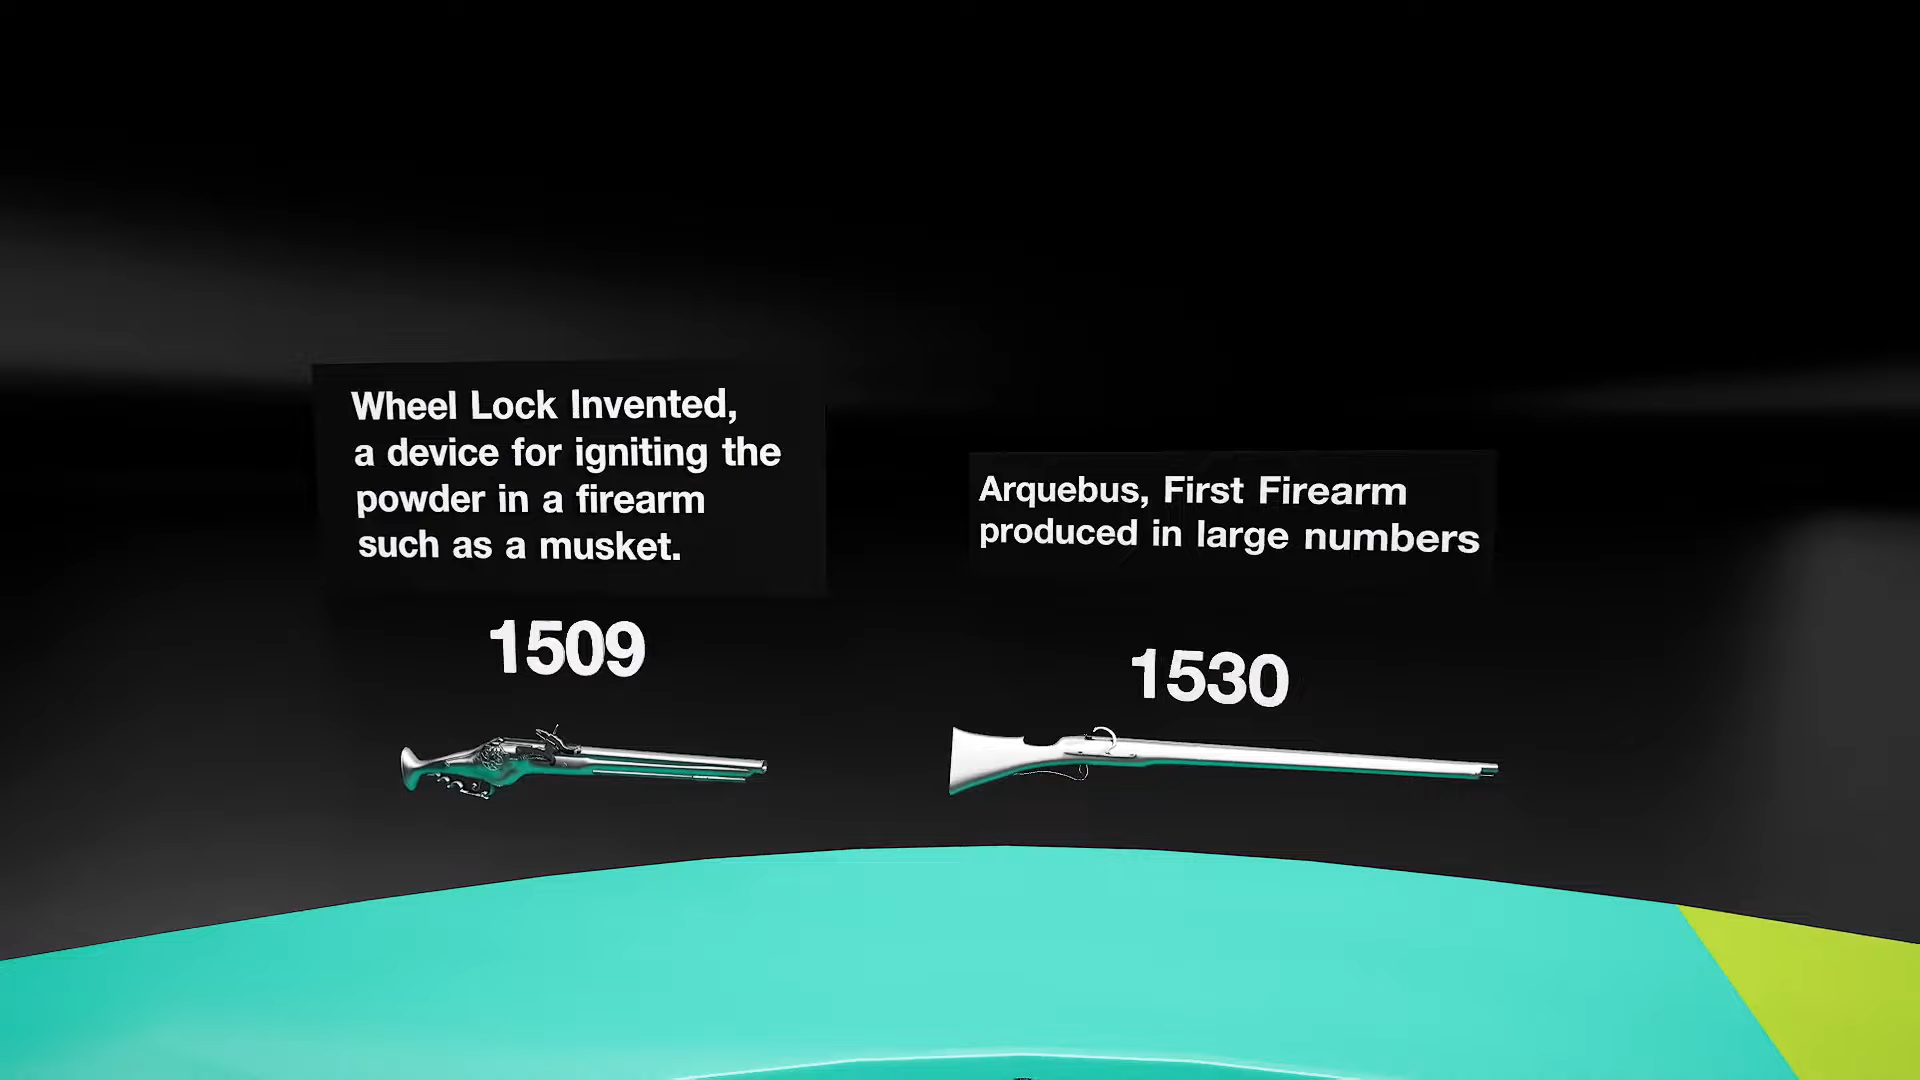 Wheel Lock Invented,
a device for igniting the
powder in a firearm
such as a musket.
1509
Arquebus, First Firearm
produced in large numbers
1530